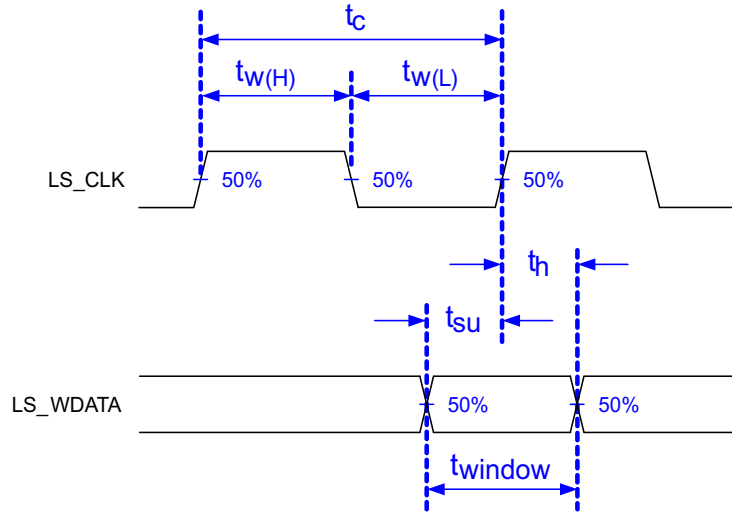 tc
tw(H)
tw(L)
LS_CLK
50%
50%
50%
th
tsu
LS_WDATA
50%
50%
twindow